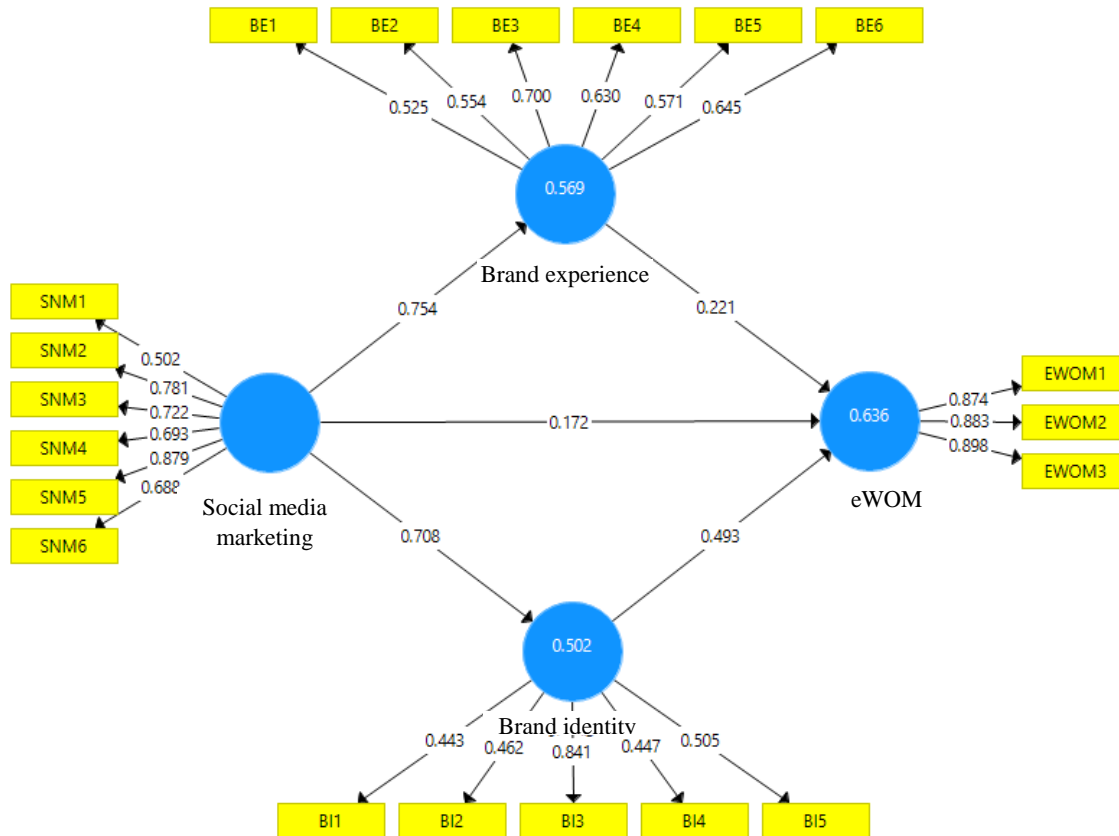 BE1 BE2 BE3 BE4 BE5 BE6
0.525 0.554 0.700 0.630 0.571 0.645
0.569
Brand experience
SNM1
SNM2
SNM3
SNM4
SNM5
SNM6
0.502
0.781
0.722
0.693
0.879
0.688
Social media
marketing
0.754
0.221
0.172
0.708
0.493
0.636
eWOM
0.874
0.883
0.898
EWOM1
EWOM2
EWOM3
0.502
Brand identity
0.443 0.462 0.841 0.447 0.505
BI1 BI2 BI3 BI4 BI5